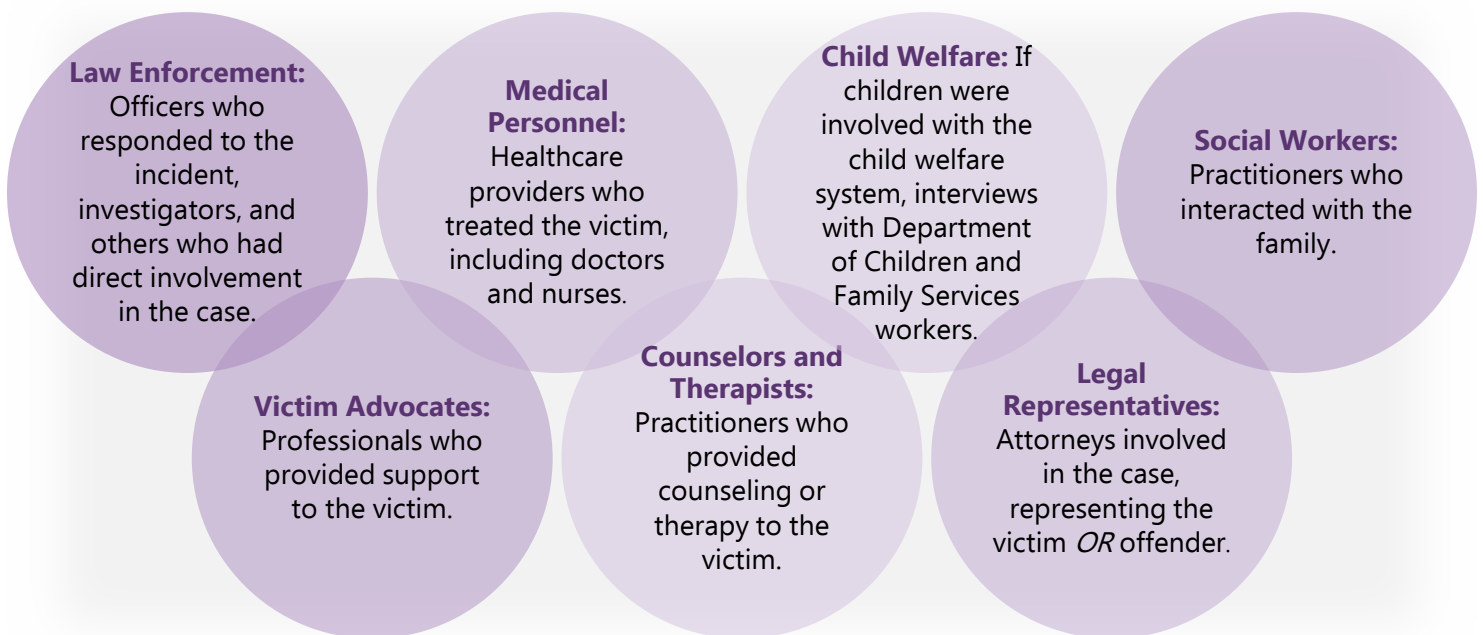 Law Enforcement:
Officers who
responded to the
incident,
investigators, and
others who had
direct involvement
in the case.
Medical
Personnel:
Healthcare
providers who
treated the victim,
including doctors
and nurses.
Child Welfare: If
children were
involved with the
child welfare
system, interviews
with Department
of Children and
Family Services
workers.
Social Workers:
Practitioners who
interacted with the
family.
Victim Advocates:
Professionals who
provided support
to the victim.
Counselors and
Therapists:
Practitioners who
provided
counseling or
therapy to the
victim.
Legal
Representatives:
Attorneys involved
in the case,
representing the
victim OR offender.